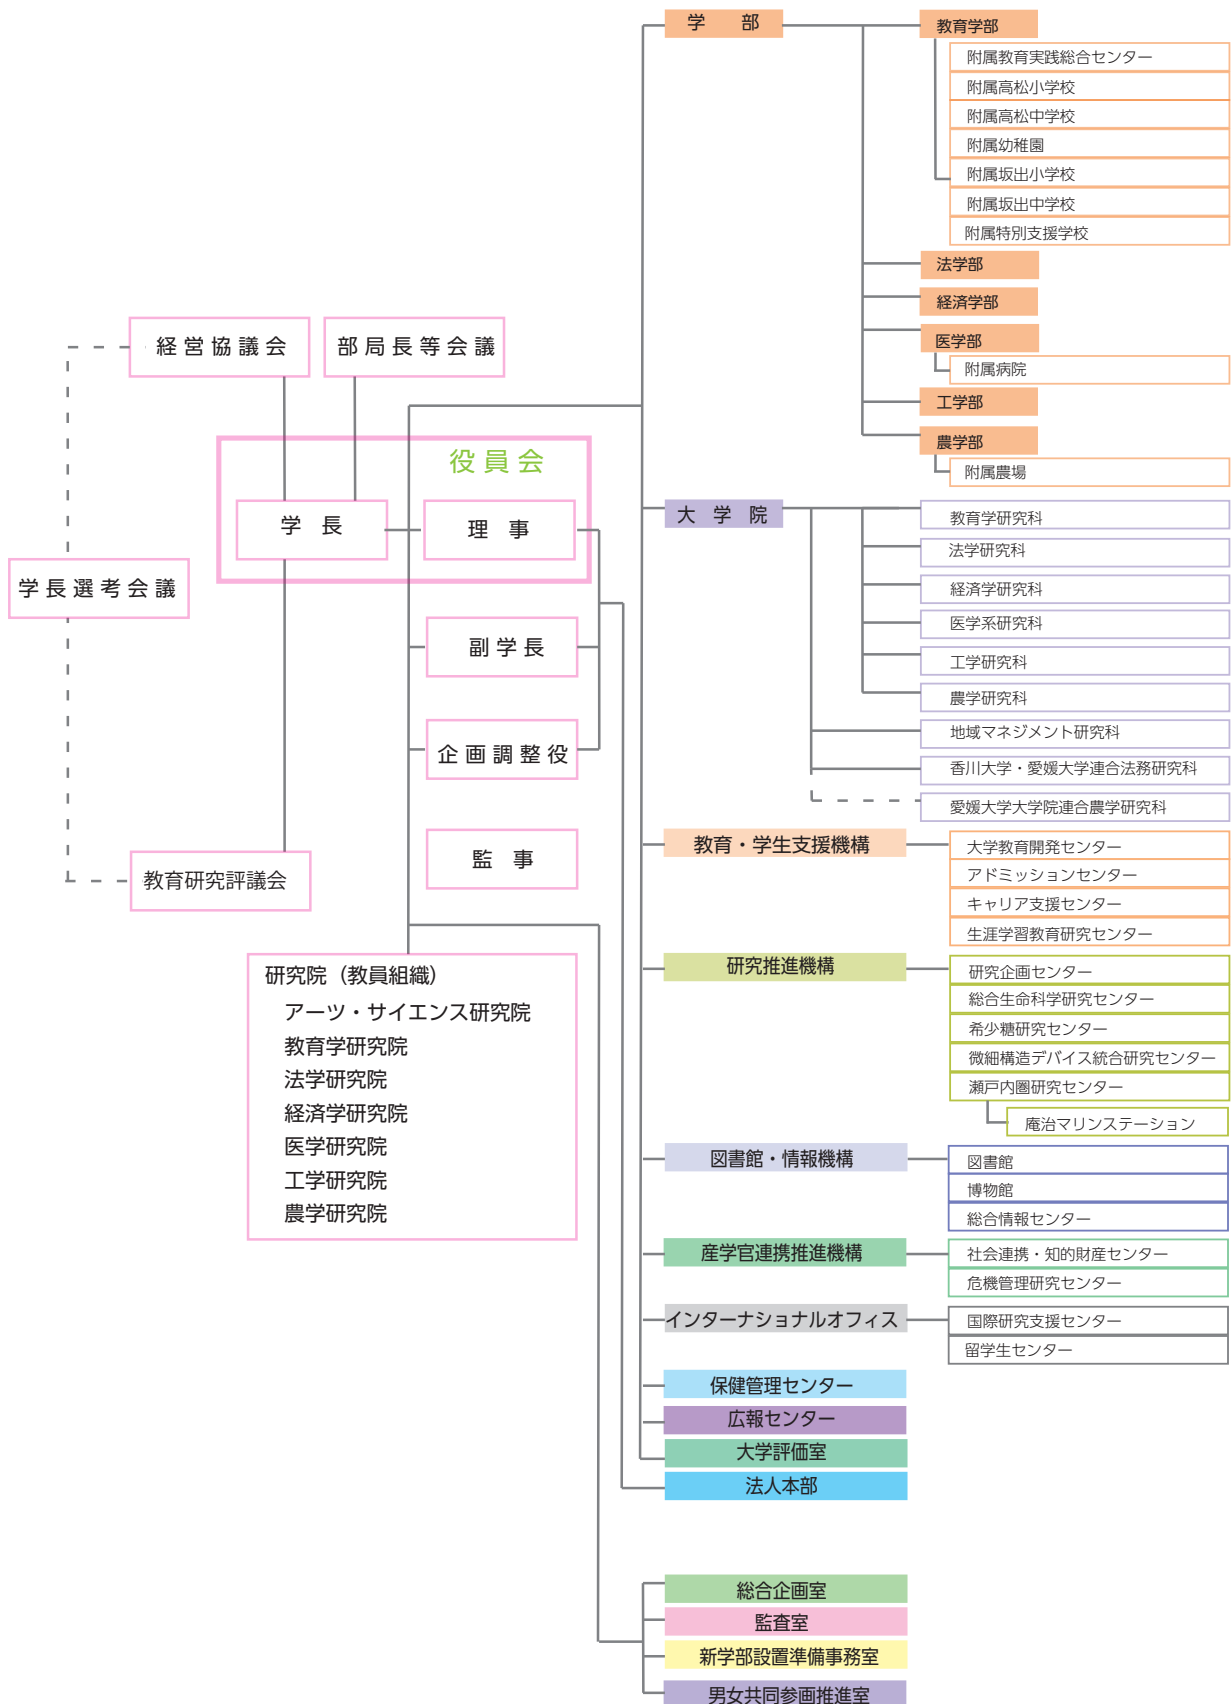 学部
教育学部
附属教育実践総合センター
附属高松小学校
附属高松中学校
附属幼稚園
附属坂出小学校
附属坂出中学校
附属特別支援学校
法学部
経済学部
医学部
附属病院
工学部
農学部
附属農場
経営協議会
部局長等会議
役員会
学長
理事
学長選考会議
副学長
企画調整役
監事
教育研究評議会
研究院（教員組織）
アーツ・サイエンス研究院
教育学研究院
法学研究院
経済学研究院
医学研究院
工学研究院
農学研究院
大学院
教育学研究科
法学研究科
経済学研究科
医学系研究科
工学研究科
農学研究科
地域マネジメント研究科
香川大学・愛媛大学連合法務研究科
愛媛大学大学院連合農学研究科
教育・学生支援機構
大学教育開発センター
アドミッションセンター
キャリア支援センター
生涯学習教育研究センター
研究推進機構
研究企画センター
総合生命科学研究センター
希少糖研究センター
微細構造デバイス統合研究センター
瀬戸内圏研究センター
庵治マリンステーション
図書館・情報機構
図書館
博物館
総合情報センター
産学官連携推進機構
社会連携・知的財産センター
危機管理研究センター
インターナショナルオフィス
国際研究支援センター
留学生センター
保健管理センター
広報センター
大学評価室
法人本部
総合企画室
監査室
新学部設置準備事務室
男女共同参画推進室